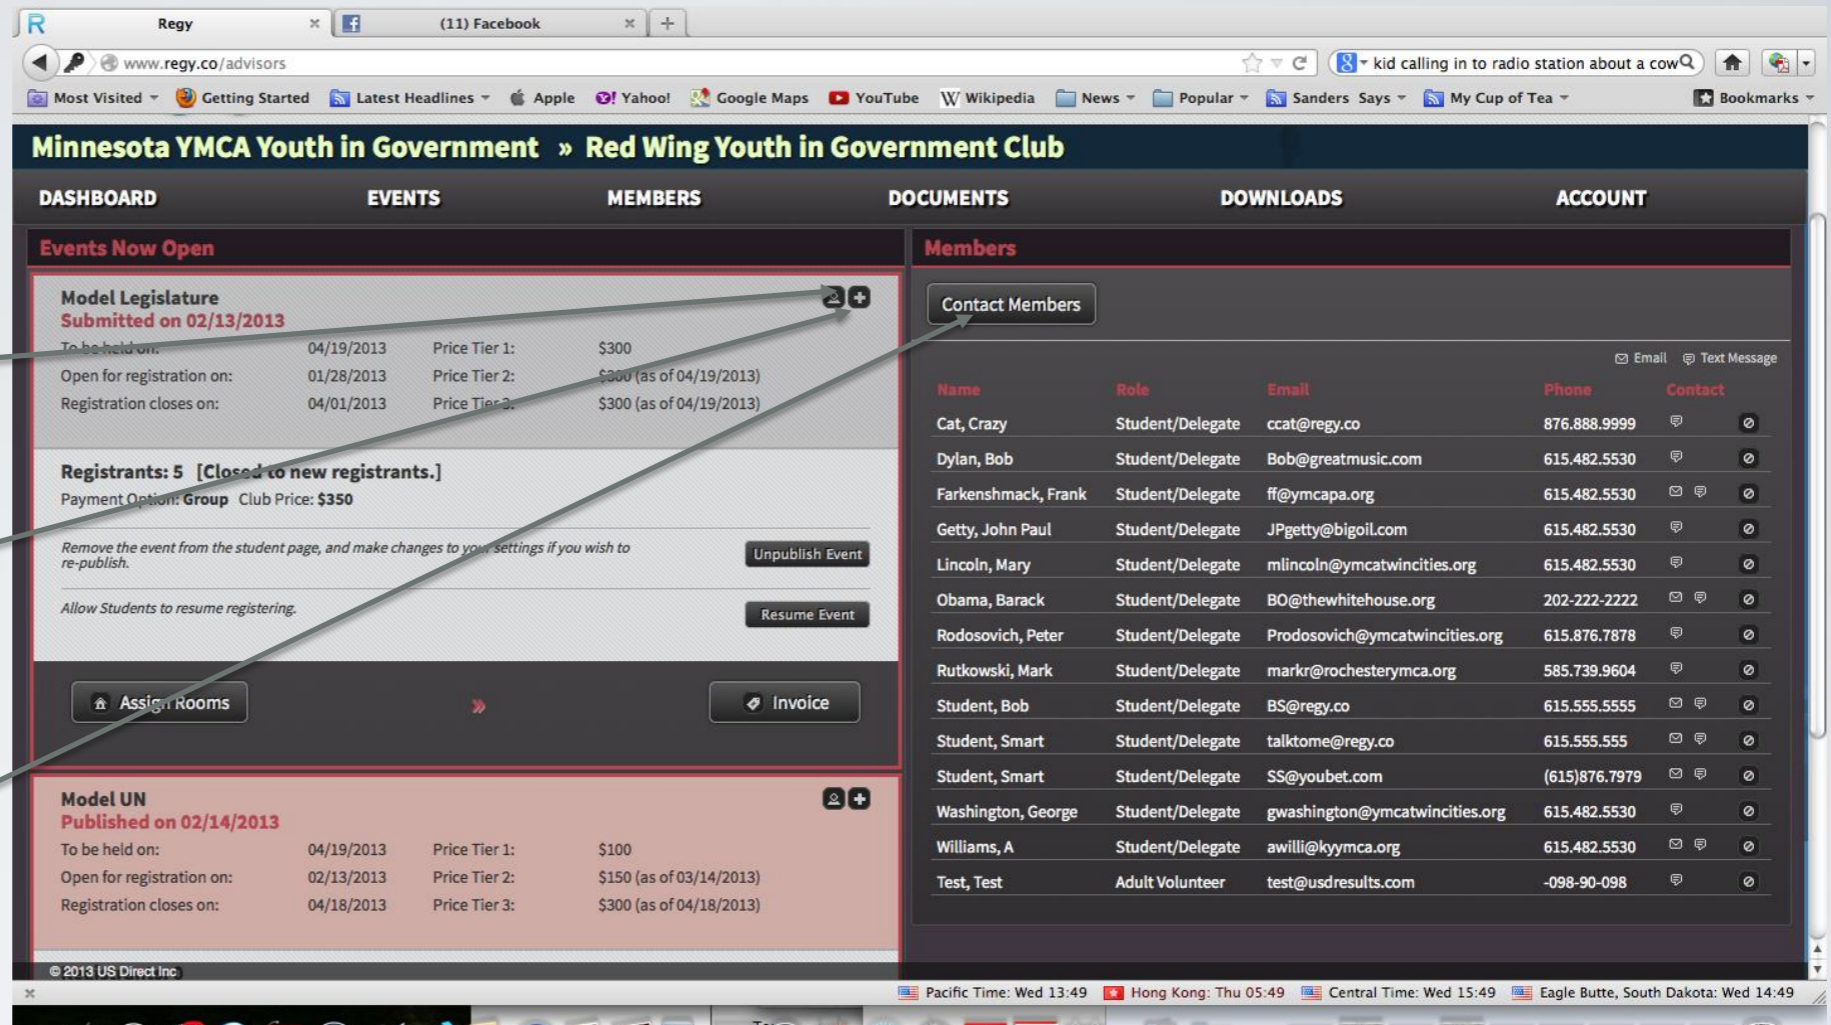 Regy
(11) Facebook
www.regy.co/advisors
kid calling in to radio station about a cow
Most Visited Getting Started Latest Headlines Apple Yahoo! Google Maps YouTube Wikipedia News Popular Sanders Says My Cup of Tea Bookmarks
Minnesota YMCA Youth in Government » Red Wing Youth in Government Club
DASHBOARD EVENTS MEMBERS DOCUMENTS DOWNLOADS ACCOUNT
Events Now Open
Model Legislature
Submitted on 02/13/2013
To be held on: 04/19/2013 Price Tier 1: $300
Open for registration on: 01/28/2013 Price Tier 2: $300 (as of 04/19/2013)
Registration closes on: 04/01/2013 Price Tier 3: $300 (as of 04/19/2013)
Registrants: 5 [Closed to new registrants.]
Payment Option: Group Club Price: $350
Remove the event from the student page, and make changes to your settings if you wish to
re-publish.
Unpublish Event
Allow Students to resume registering.
Resume Event
Assign Rooms » Invoice
Model UN
Published on 02/14/2013
To be held on: 04/19/2013 Price Tier 1: $100
Open for registration on: 02/13/2013 Price Tier 2: $150 (as of 03/14/2013)
Registration closes on: 04/18/2013 Price Tier 3: $300 (as of 04/18/2013)
Members
Contact Members
Email Text Message
Name Role Email Phone Contact
Cat, Crazy Student/Delegate ccat@regy.co 876.888.9999
Dylan, Bob Student/Delegate Bob@greatmusic.com 615.482.5530
Farkenshmack, Frank Student/Delegate ff@ymcapa.org 615.482.5530
Getty, John Paul Student/Delegate JPgetty@bigoil.com 615.482.5530
Lincoln, Mary Student/Delegate mlincoln@ymcatwincities.org 615.482.5530
Obama, Barack Student/Delegate BO@thewhitehouse.org 202-222-2222
Rodosovich, Peter Student/Delegate Prodosovich@ymcatwincities.org 615.876.7878
Rutkowski, Mark Student/Delegate markr@rochesterymca.org 585.739.9604
Student, Bob Student/Delegate BS@regy.co 615.555.5555
Student, Smart Student/Delegate talktome@regy.co 615.555.555
Student, Smart Student/Delegate SS@youbet.com (615)876.7979
Washington, George Student/Delegate gwashington@ymcatwincities.org 615.482.5530
Williams, A Student/Delegate awilli@kyymca.org 615.482.5530
Test, Test Adult Volunteer test@usdresults.com -098-90-098
© 2013 US Direct Inc
Pacific Time: Wed 13:49 Hong Kong: Thu 05:49 Central Time: Wed 15:49 Eagle Butte, South Dakota: Wed 14:49